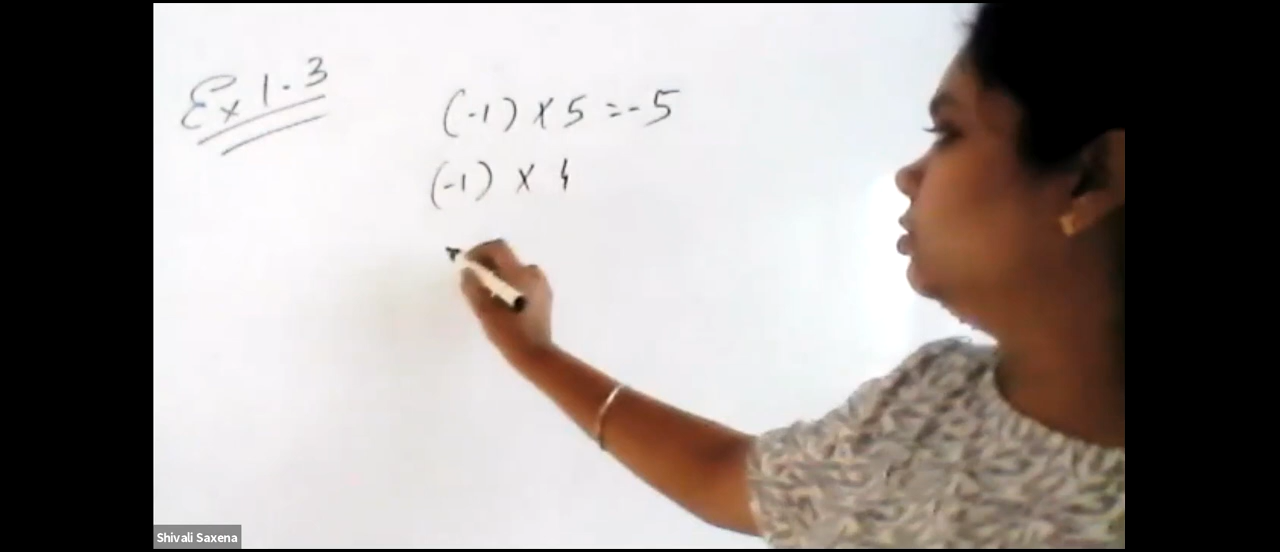 Ex 1.3
(-1) × 5 = -5
(-1) × 4
Shivali Saxena